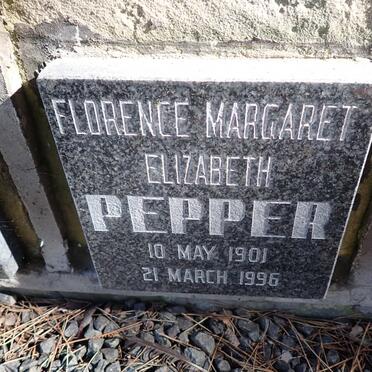 FLORENCE MARGARET
ELIZABETH
PEPPER
10 MAY 1901
21 MARCH 1996